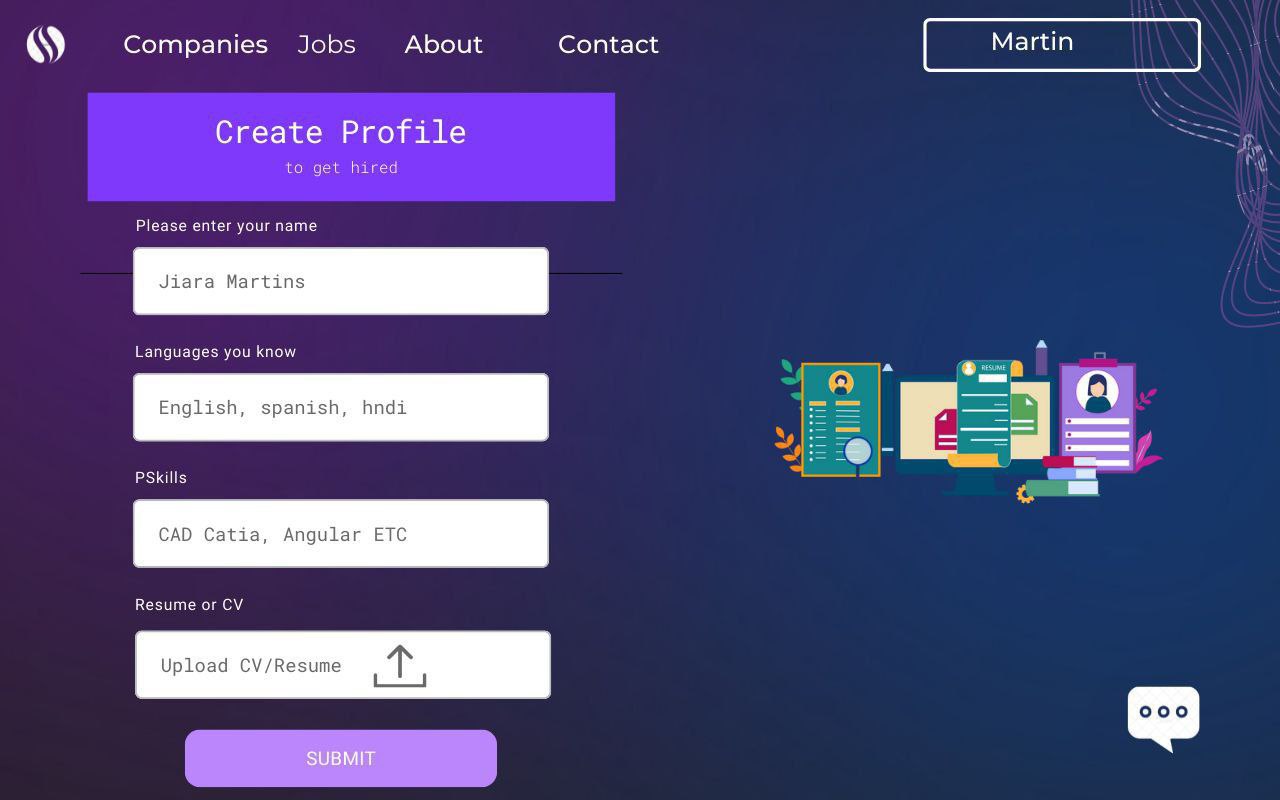 Companies Jobs About Contact Martin
Create Profile
to get hired
Please enter your name
Jiara Martins
Languages you know
English, spanish, hndi
PSkills
CAD Catia, Angular ETC
Resume or CV
Upload CV/Resume
SUBMIT
RESUME